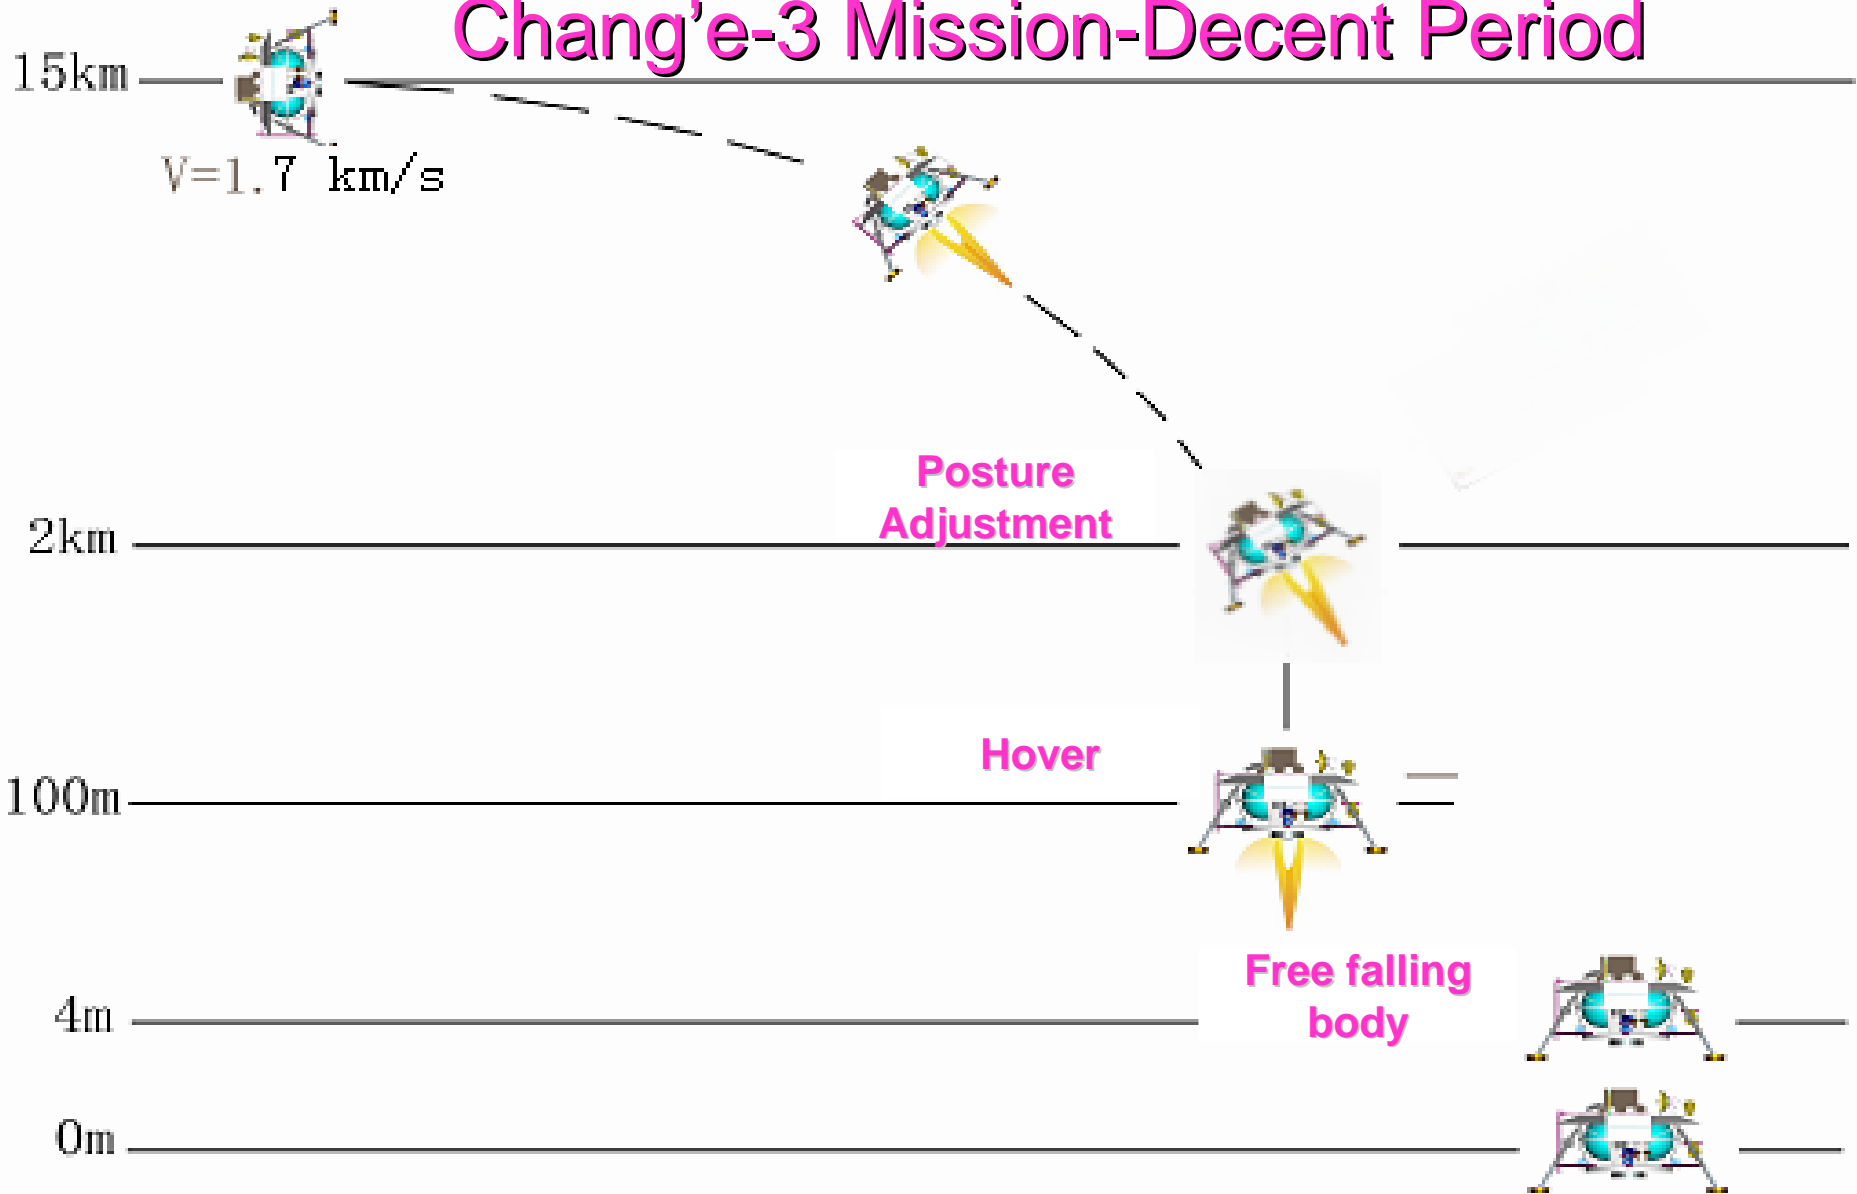 Chang’e-3 Mission-Decent Period
15km
V=1.7 km/s
Posture
Adjustment
2km
Hover
100m
Free falling
body
4m
0m